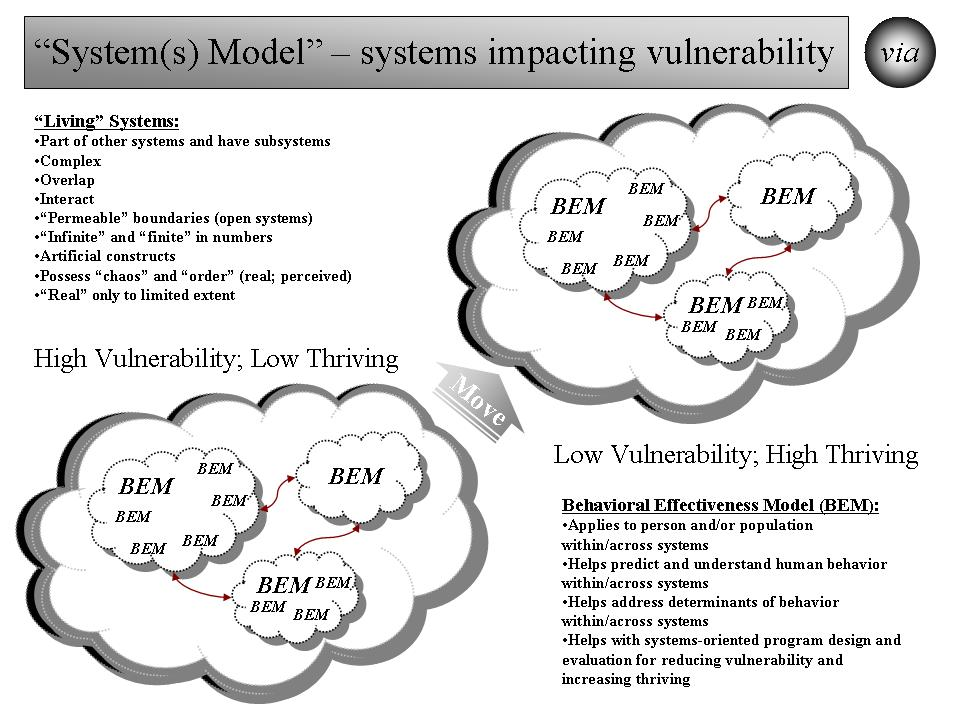 “System(s) Model” – systems impacting vulnerability
via
“Living” Systems:
•Part of other systems and have subsystems
•Complex
•Overlap
•Interact
•“Permeable” boundaries (open systems)
•“Infinite” and “finite” in numbers
•Artificial constructs
•Possess “chaos” and “order” (real; perceived)
•“Real” only to limited extent
BEM
BEM
BEM
BEM
BEM
BEM
BEM
BEM
BEM
BEM
BEM
High Vulnerability; Low Thriving
Move
BEM
BEM
BEM
BEM
BEM
BEM
BEM
BEM
BEM
BEM
BEM
Low Vulnerability; High Thriving
Behavioral Effectiveness Model (BEM):
•Applies to person and/or population
within/across systems
•Helps predict and understand human behavior
within/across systems
•Helps address determinants of behavior
within/across systems
•Helps with systems-oriented program design and
evaluation for reducing vulnerability and
increasing thriving